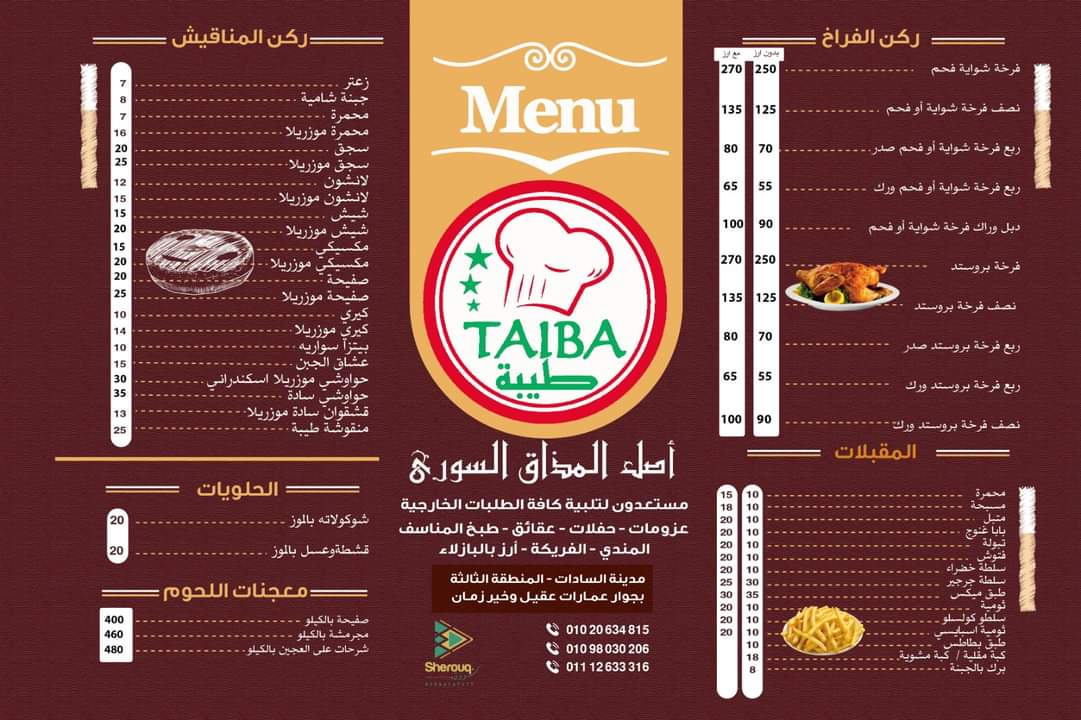 ركن الفراخ
مع ارز بدون ارز
فرخة شواية فحم 250 270
نصف فرخة شواية أو فحم 125 135
ربع فرخة شواية أو فحم صدر 70 80
ربع فرخة شواية أو فحم ورك 55 65
دبل وراك فرخة شواية أو فحم 90 100
فرخة بروستد 250 270
نصف فرخة بروستد 125 135
ربع فرخة بروستد صدر 70 80
ربع فرخة بروستد ورك 55 65
نصف فرخة بروستد ورك 90 100
المقبلات
محمرة 10 15
مسبحة 10 18
متبل 10 20
بابا غنوج 10 20
تبولة 10 20
فتوش 10 20
سلطة خضراء 10 20
سلطة جرجير 30 25
طبق ميكس 35 30
ثومية 10 20
سلطو كولسلو 10 20
ثومية اسبايسي 10 20
طبق بطاطس 10
كبة مقلية / كبة مشوية 18
برك بالجبنة 10
Menu
TAIBA
طيبة
أصل المذاق السوري
مستعدون لتلبية كافة الطلبات الخارجية
عزومات - حفلات - عقائق - طبخ المناسف
المندي - الفريكة - أرز بالبازلاء
مدينة السادات - المنطقة الثالثة
بجوار عمارات عقيل وخير زمان
010 20 634 815
010 98 030 206
011 12 633 316
Sherouq
ركن المناقيش
زعتر 7
جبنة شامية 8
محمرة 7
محمرة موزريلا 16
سجق 20
سجق موزريلا 25
لانشون 12
لانشون موزريلا 15
شيش 15
شيش موزريلا 20
مكسيكي 15
مكسيكي موزريلا 20
صفيحة 20
صفيحة موزريلا 25
كيري 10
كيري موزريلا 14
بيتزا سواريه 10
عشاق الجبن 15
حواوشي موزريلا اسكندراني 30
حواوشي سادة 35
قشقوان سادة موزريلا 13
منقوشة طيبة 25
الحلويات
شوكولاته بالموز 20
قشطة وعسل بالموز 20
معجنات اللحوم
صفيحة بالكيلو 400
مجرمشة بالكيلو 460
شرحات على العجين بالكيلو 480